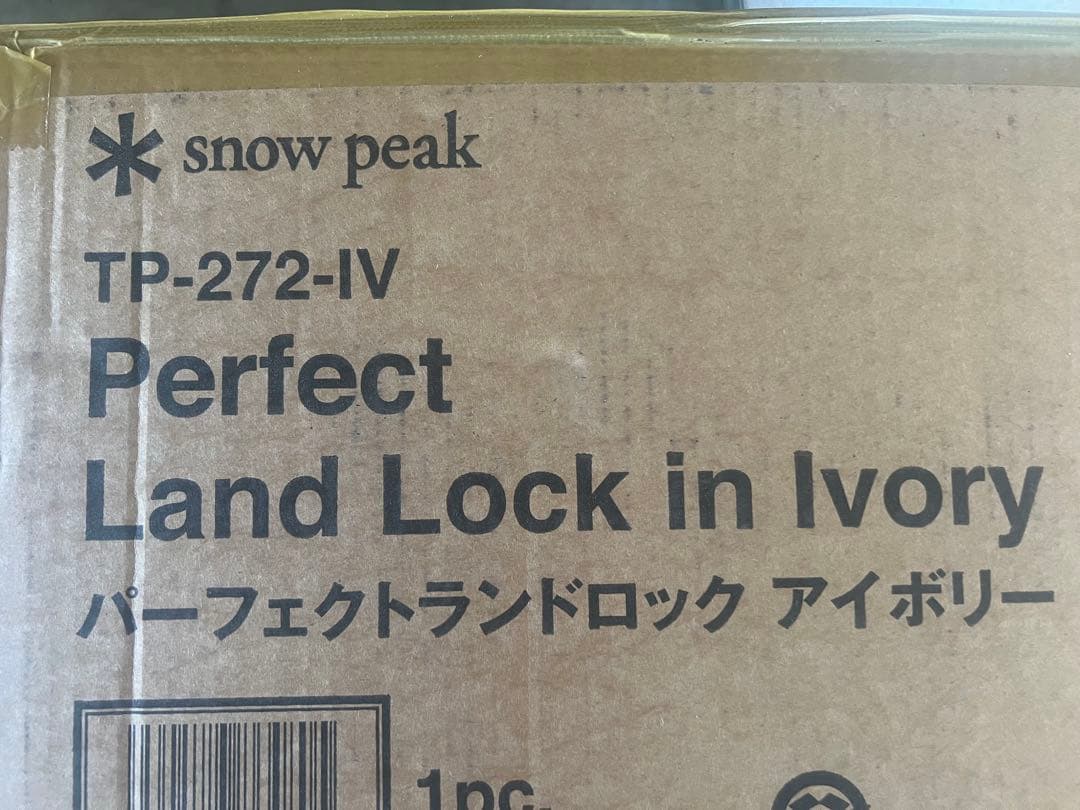 snow peak
TP-272-IV
Perfect
Land Lock in Ivory
パーフェクトランドロック アイボリー
1pc.